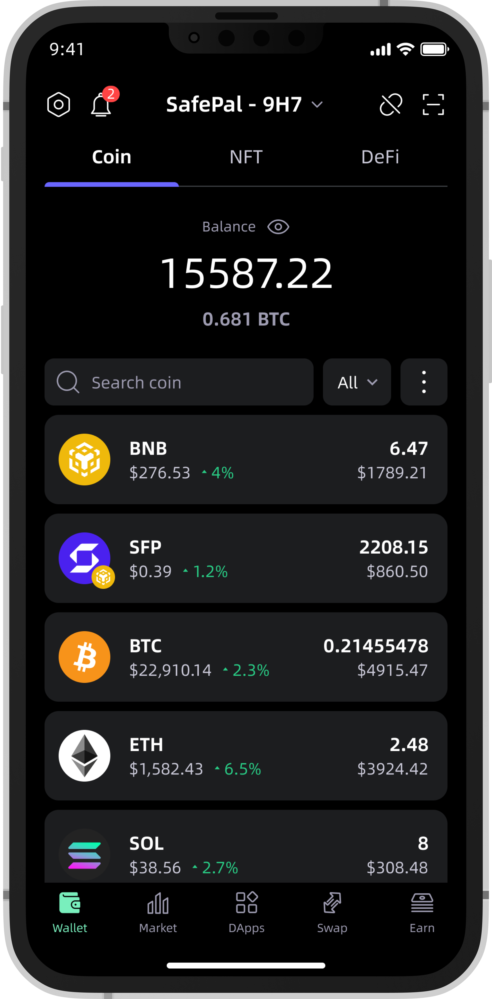 9:41
2
SafePal - 9H7
Coin NFT DeFi
Balance
15587.22
0.681 BTC
Search coin All
BNB 6.47
$276.53 4% $1789.21
SFP 2208.15
$0.39 1.2% $860.50
BTC 0.21455478
$22,910.14 2.3% $4915.47
ETH 2.48
$1,582.43 6.5% $3924.42
SOL 8
$38.56 2.7% $308.48
Wallet Market DApps Swap Earn